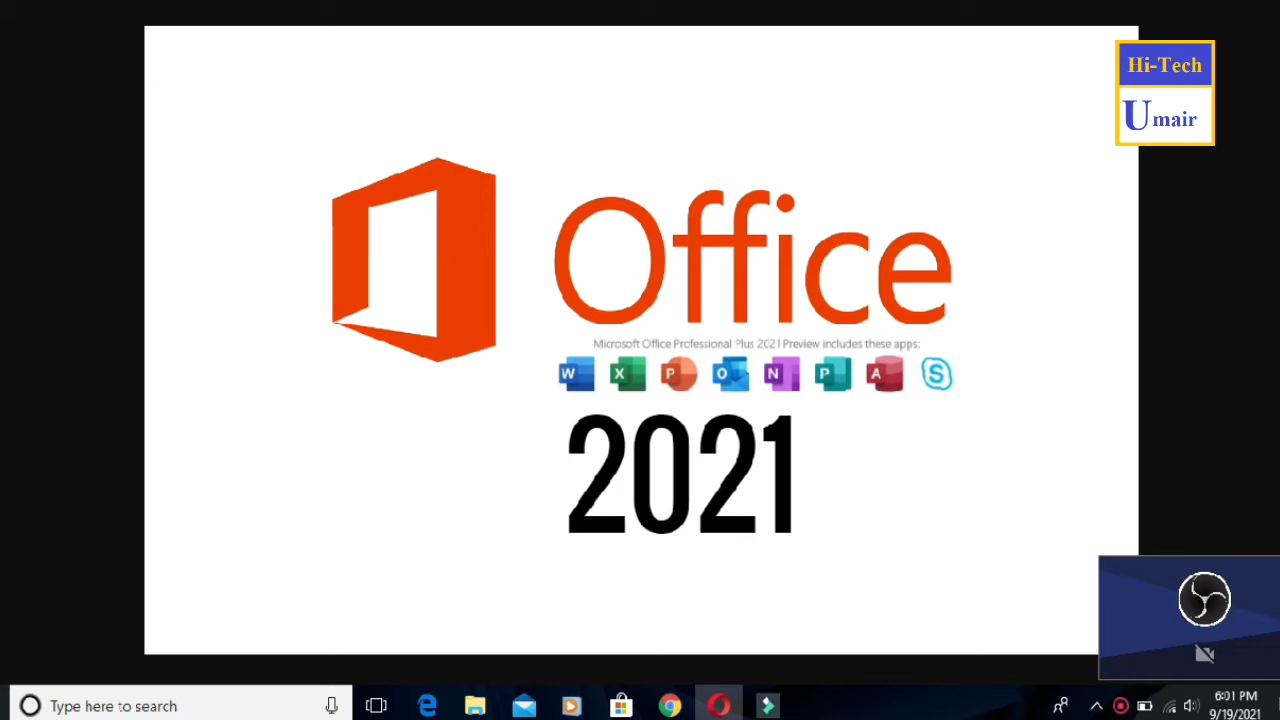 Hi-Tech
Umair
Office
Microsoft Office Professional Plus 2021 Preview includes these apps:
W X P O N P A S
2021
Type here to search
6:01 PM
9/19/2021